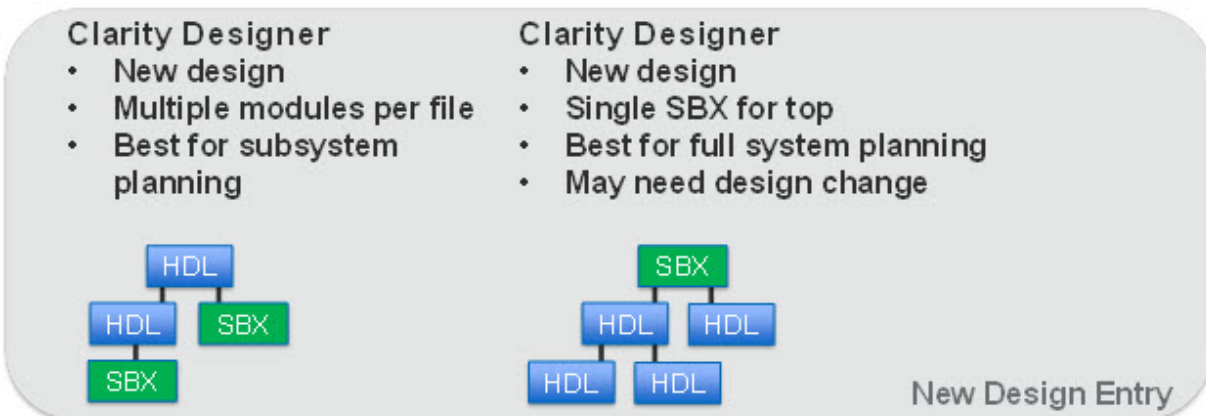 Clarity Designer
• New design
• Multiple modules per file
• Best for subsystem
planning
Clarity Designer
• New design
• Single SBX for top
• Best for full system planning
• May need design change
HDL
HDL
SBX
SBX
SBX
HDL
HDL
HDL
HDL
New Design Entry